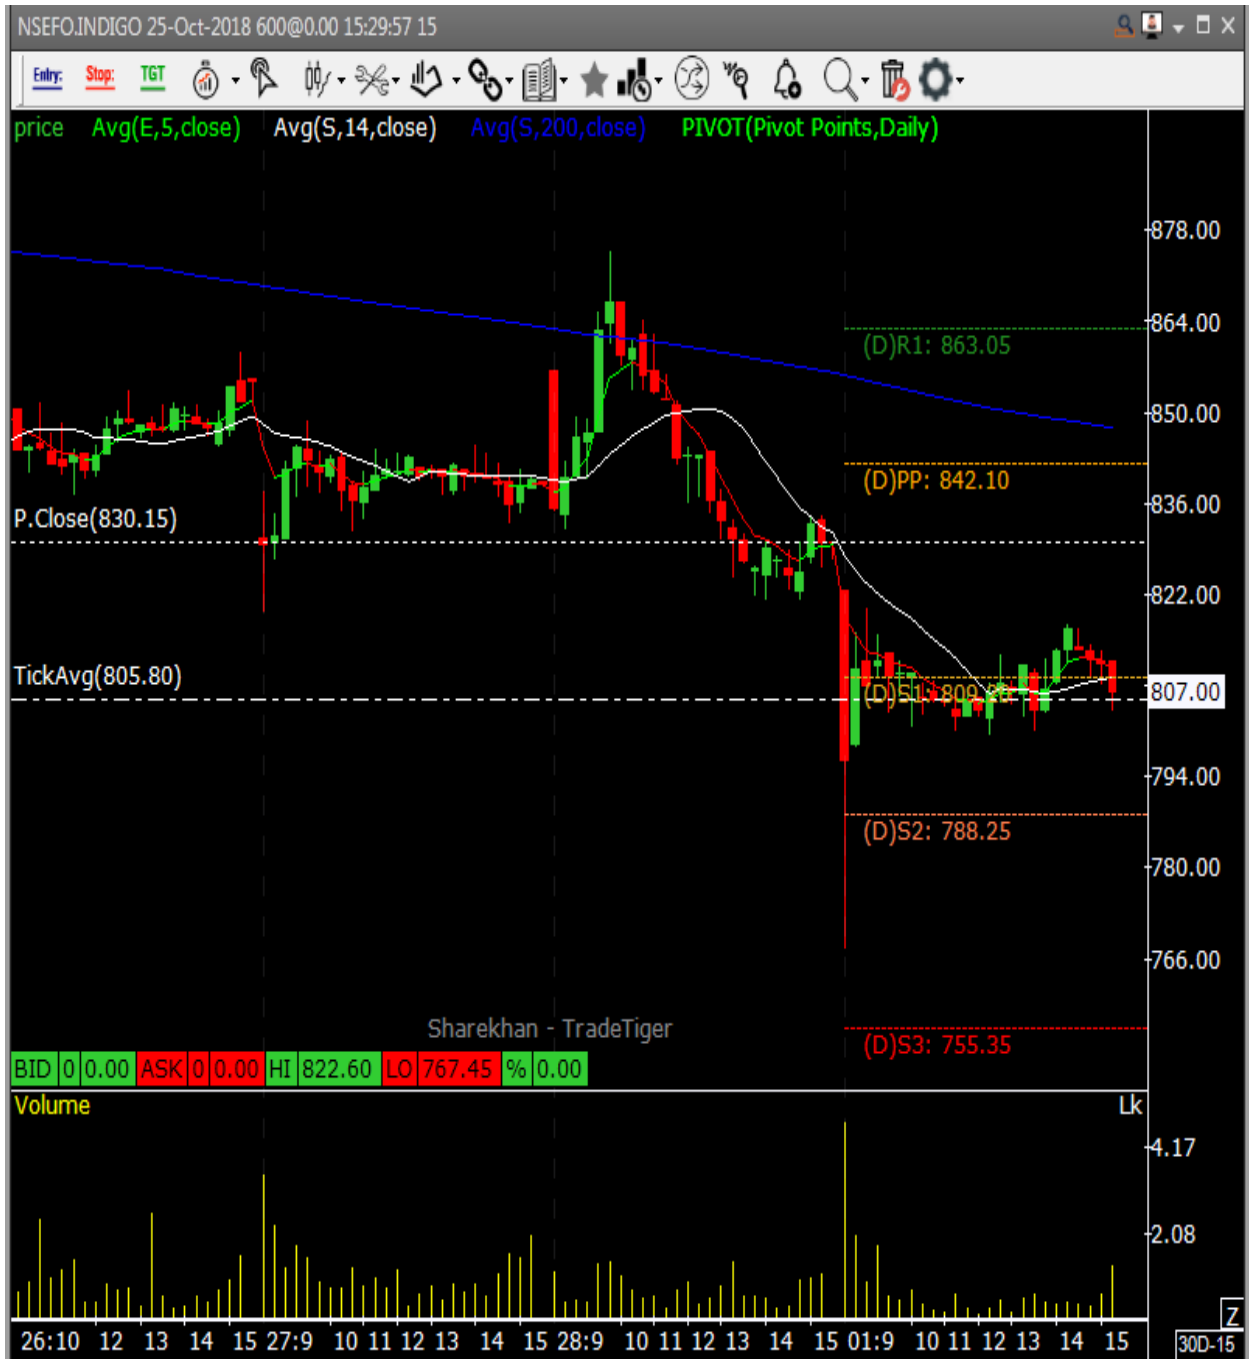 NSEFO.INDIGO 25-Oct-2018 600@0.00 15:29:57 15
Entry: Stop: TGT
price Avg(E,5,close) Avg(S,14,close) Avg(S,200,close) PIVOT(Pivot Points,Daily)
878.00
864.00
(D)R1: 863.05
850.00
(D)PP: 842.10
836.00
P.Close(830.15)
822.00
TickAvg(805.80)
(D)S1: 809.20
807.00
794.00
(D)S2: 788.25
780.00
766.00
Sharekhan - TradeTiger
(D)S3: 755.35
BID 0 0.00 ASK 0 0.00 HI 822.60 LO 767.45 % 0.00
Volume Lk
4.17
2.08
Z
26:10 12 13 14 15 27:9 10 11 12 13 14 15 28:9 10 11 12 13 14 15 01:9 10 11 12 13 14 15 30D-15